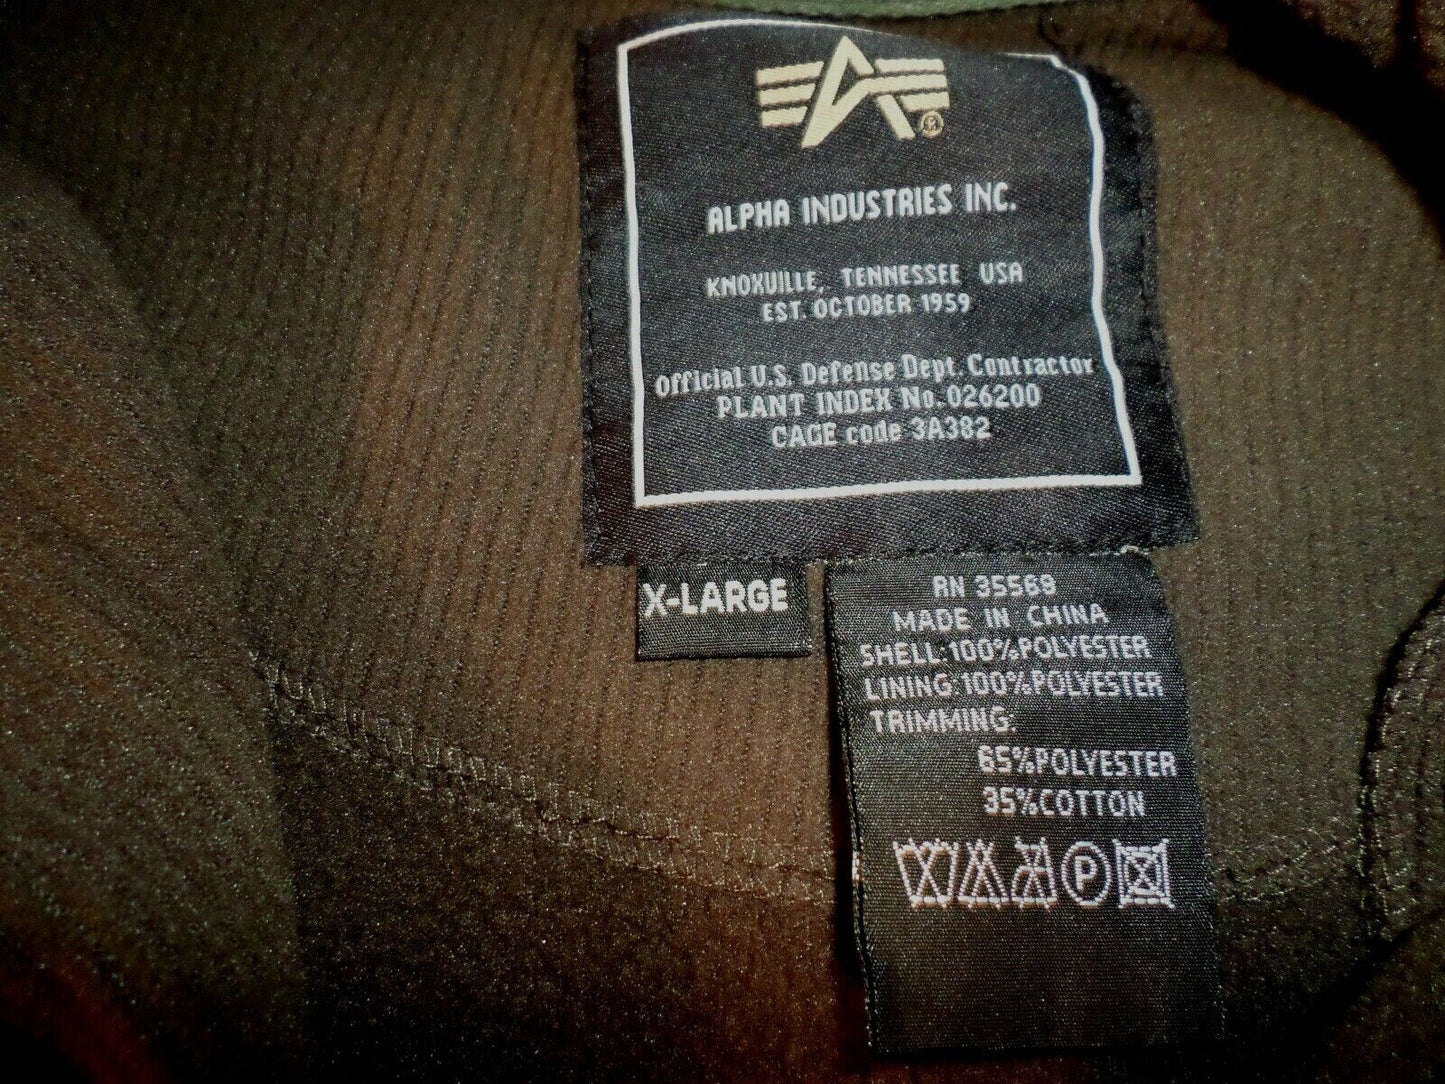 ALPHA INDUSTRIES INC.
KNOXVILLE, TENNESSEE, USA
EST. OCTOBER 1959
Official U.S. Defense Dept. Contractor
PLANT INDEX No. 026200
CAGE code 3A382
X-LARGE
RN 35569
MADE IN CHINA
SHELL:100%POLYESTER
LINING:100%POLYESTER
TRIMMING:
65%POLYESTER
35%COTTON
P